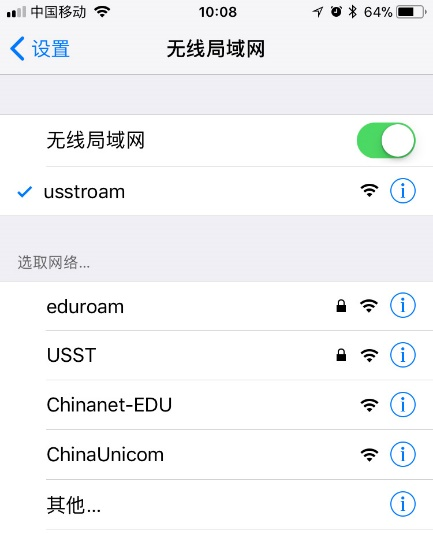 中国移动 10:08 64%
设置 无线局域网
无线局域网
usstroam
选取网络...
eduroam
USST
Chinanet-EDU
ChinaUnicom
其他...